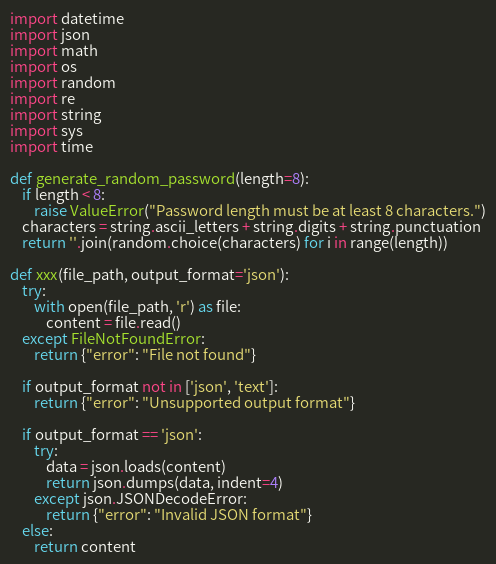 import datetime
import json
import math
import os
import random
import re
import string
import sys
import time

def generate_random_password(length=8):
    if length < 8:
        raise ValueError("Password length must be at least 8 characters.")
    characters = string.ascii_letters + string.digits + string.punctuation
    return ''.join(random.choice(characters) for i in range(length))

def xxx(file_path, output_format='json'):
    try:
        with open(file_path, 'r') as file:
            content = file.read()
    except FileNotFoundError:
        return {"error": "File not found"}

    if output_format not in ['json', 'text']:
        return {"error": "Unsupported output format"}

    if output_format == 'json':
        try:
            data = json.loads(content)
            return json.dumps(data, indent=4)
        except json.JSONDecodeError:
            return {"error": "Invalid JSON format"}
    else:
        return content